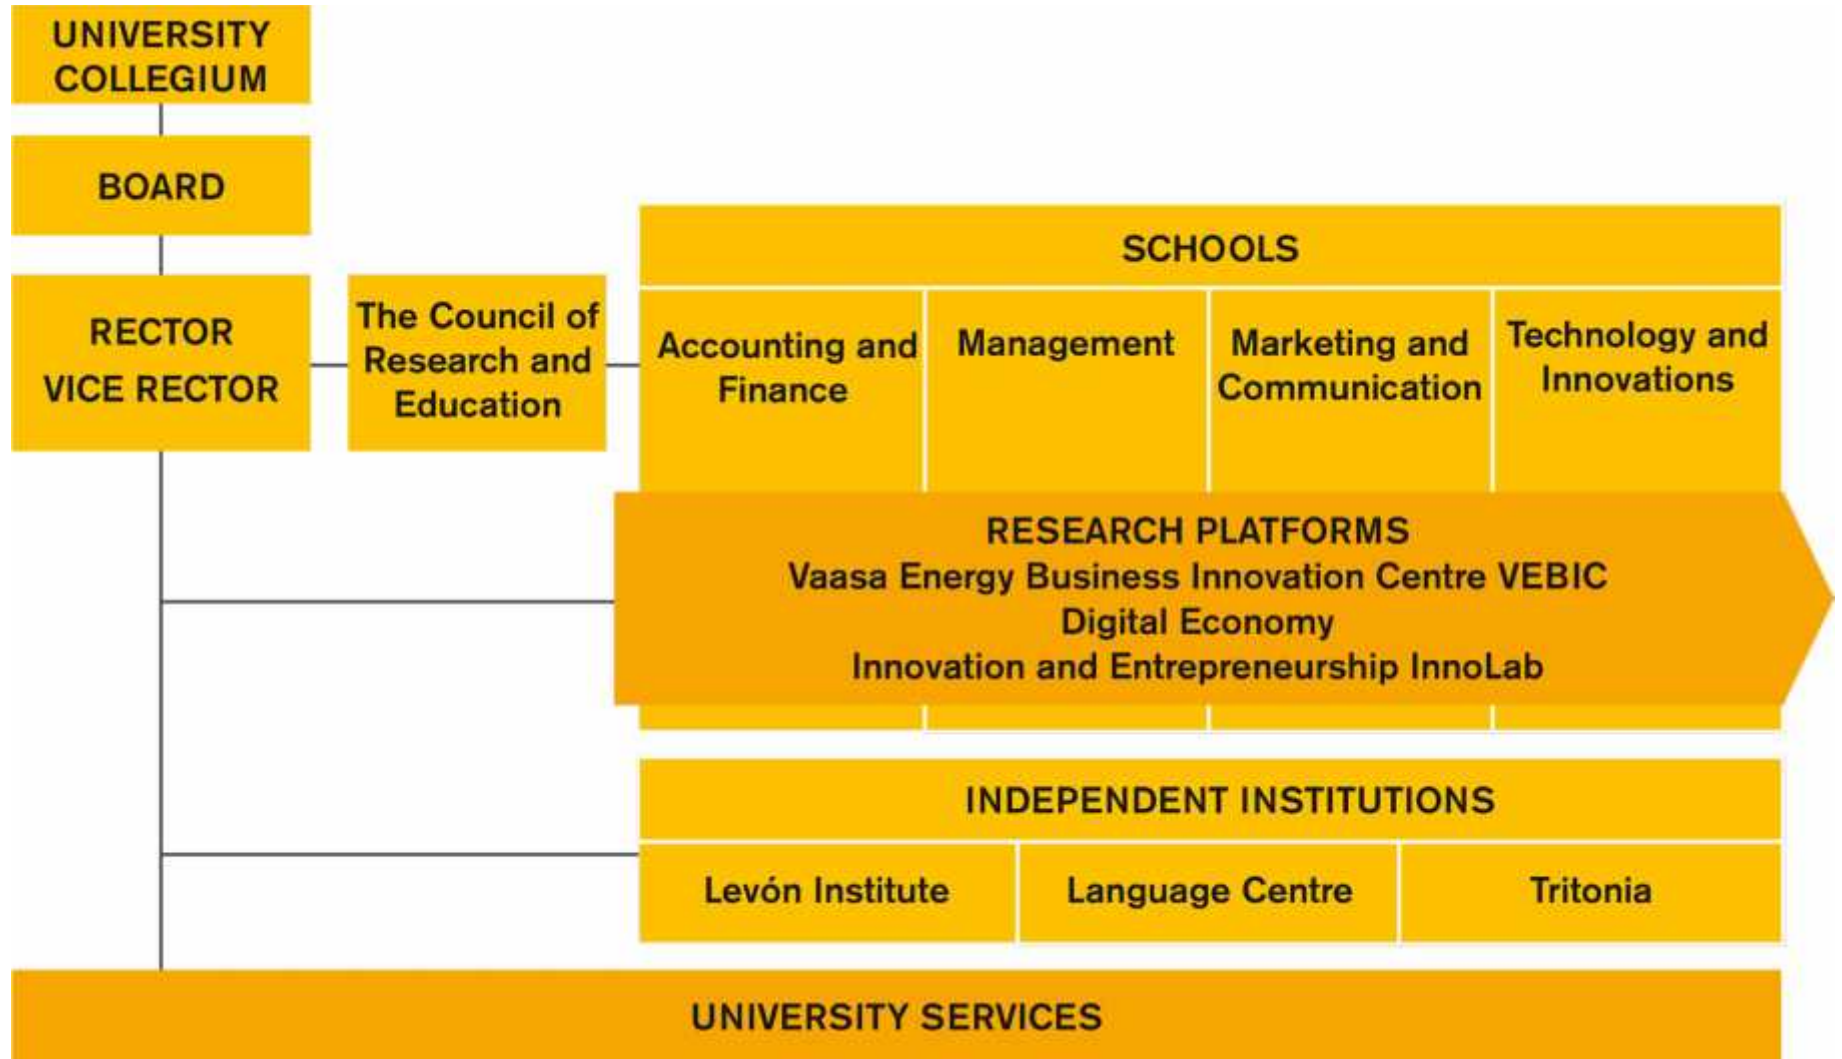 UNIVERSITY
COLLEGIUM
BOARD
RECTOR
VICE RECTOR
The Council of
Research and
Education
SCHOOLS
Accounting and
Finance
Management
Marketing and
Communication
Technology and
Innovations
RESEARCH PLATFORMS
Vaasa Energy Business Innovation Centre VEBIC
Digital Economy
Innovation and Entrepreneurship InnoLab
INDEPENDENT INSTITUTIONS
Levón Institute
Language Centre
Tritonia
UNIVERSITY SERVICES